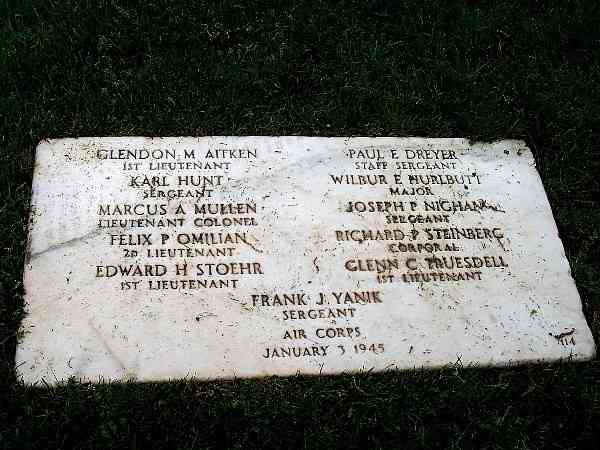 GLENDON M AITKEN
1ST LIEUTENANT
KARL HUNT
SERGEANT
MARCUS A MULLEN
LIEUTENANT COLONEL
FELIX P OMILIAN
2D LIEUTENANT
EDWARD H STOEHR
1ST LIEUTENANT
PAUL E DREYER
STAFF SERGEANT
WILBUR E HURLBUTT
MAJOR
JOSEPH P NIGHAN
SERGEANT
RICHARD P STEINBERG
CORPORAL
GLENN C TRUESDELL
1ST LIEUTENANT
FRANK J YANIK
SERGEANT
AIR CORPS
JANUARY 3 1945